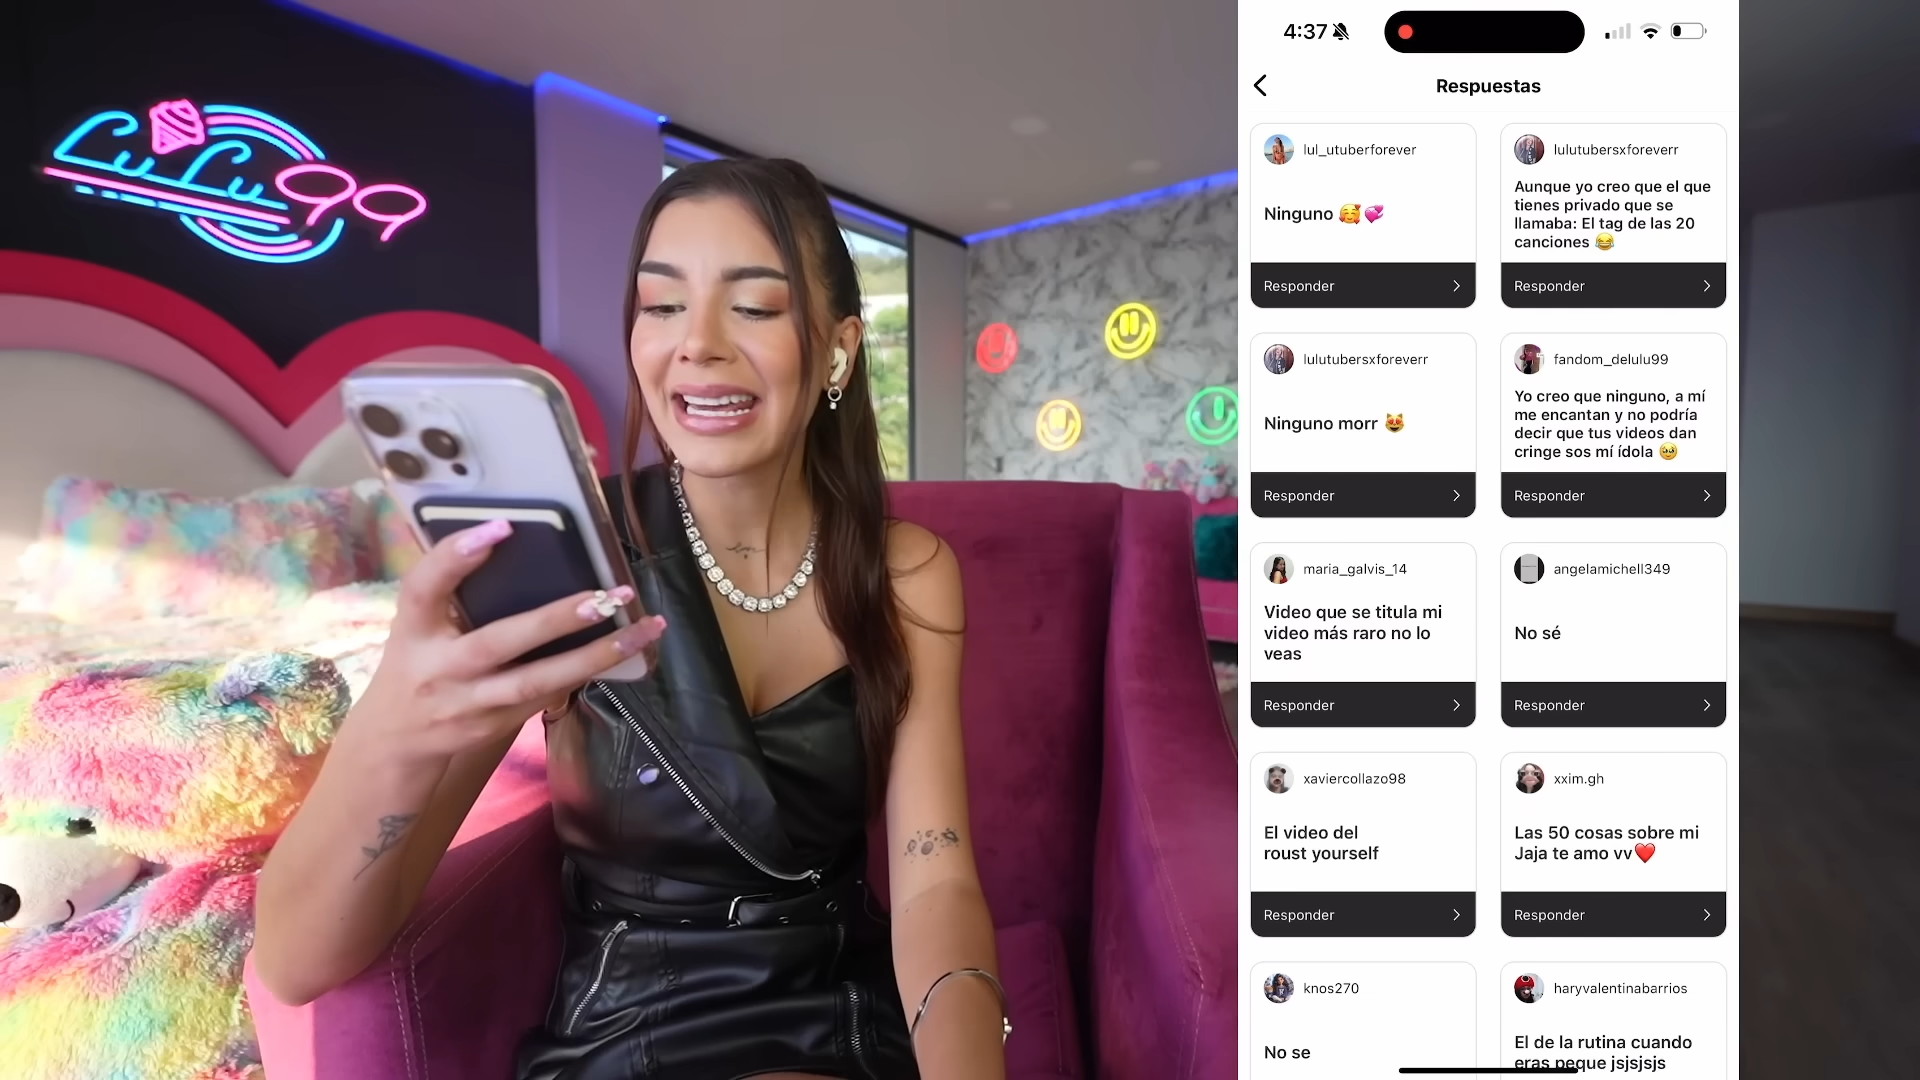 LuLu99
4:37
Respuestas
lul_utuberforever
Ninguno 🥰💞
Responder
lulutubersxforeverr
Aunque yo creo que el que
tienes privado que se
llamaba: El tag de las 20
canciones 😂
Responder
lulutubersxforeverr
Ninguno morr 😻
Responder
fandom_delulu99
Yo creo que ninguno, a mí
me encantan y no podría
decir que tus videos dan
cringe sos mí ídola 🥹
Responder
maria_galvis_14
Video que se titula mi
video más raro no lo
veas
Responder
angelamichell349
No sé
Responder
xaviercollazo98
El video del
roust yourself
Responder
xxim.gh
Las 50 cosas sobre mi
Jaja te amo vv❤️
Responder
knos270
No se
haryvalentinabarrios
El de la rutina cuando
eras peque jsjsjsjs